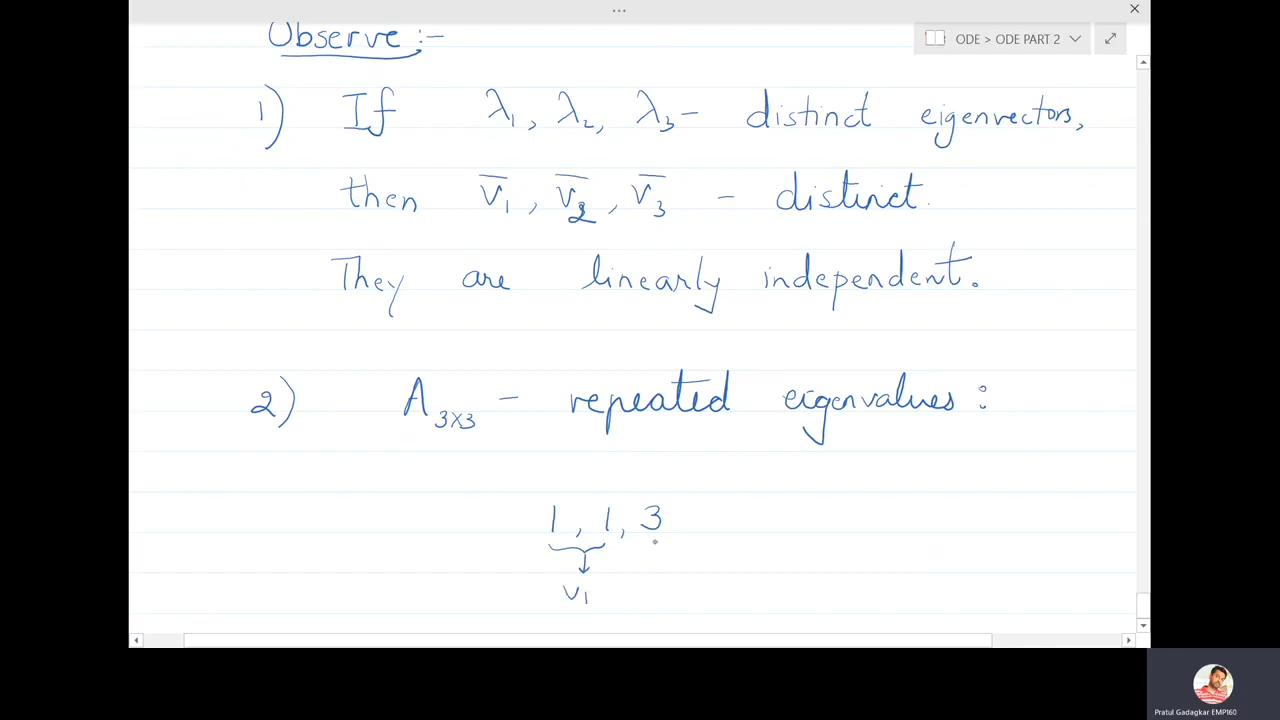 ODE > ODE PART 2
Observe :-
1) If λ₁, λ₂, λ₃ - distinct eigenvectors,
then v̅₁, v̅₂, v̅₃ - distinct.
They are linearly independent.
2) A₃ₓ₃ - repeated eigenvalues :
1, 1, 3
v₁
Pratul Gadagkar EMP160